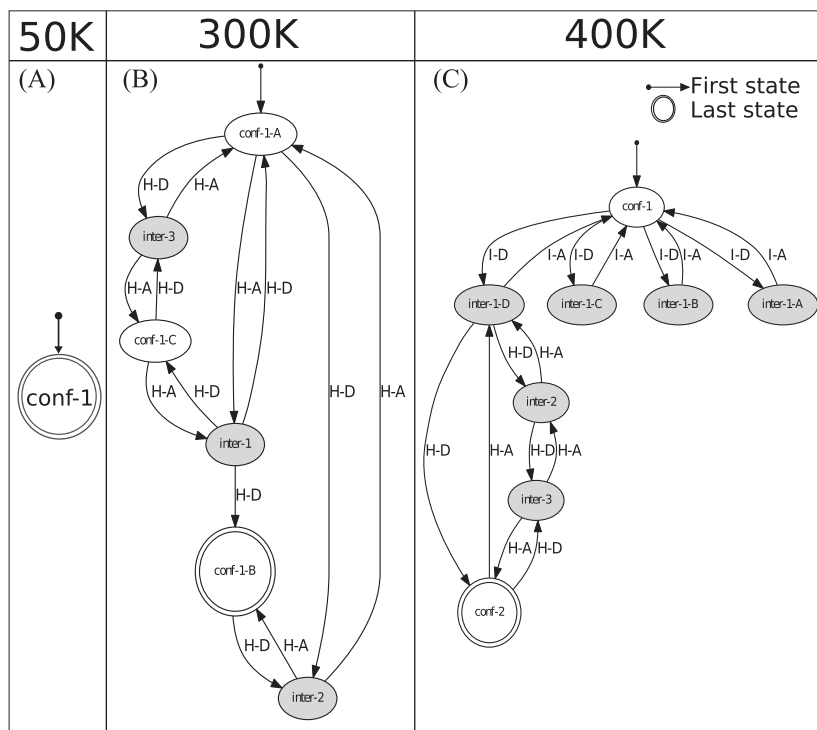 50K
300K
400K
(A)
(B)
(C)
First state
Last state
conf-1
conf-1-A
H-D
H-A
inter-3
H-A
H-D
H-A
H-D
conf-1-C
H-A
H-D
H-D
H-A
inter-1
H-D
conf-1-B
H-D
H-A
inter-2
conf-1
I-D
I-A
I-D
I-A
I-D
I-A
I-D
I-A
inter-1-D
inter-1-C
inter-1-B
inter-1-A
H-D
H-A
inter-2
H-D
H-A
H-D
H-A
inter-3
H-A
H-D
conf-2